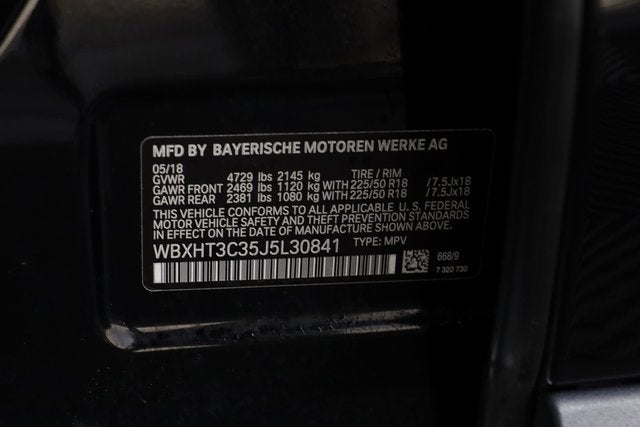 MFD BY BAYERISCHE MOTOREN WERKE AG
05/18 TIRE / RIM
GVWR 4729 lbs 2145 kg
GAWR FRONT 2469 lbs 1120 kg WITH 225/50 R18 /7.5Jx18
GAWR REAR 2381 lbs 1080 kg WITH 225/50 R18 /7.5Jx18
THIS VEHICLE CONFORMS TO ALL APPLICABLE U. S. FEDERAL
MOTOR VEHICLE SAFETY AND THEFT PREVENTION STANDARDS
IN EFFECT ON THE DATE OF MANUFACTURE SHOWN ABOVE.
WBXHT3C35J5L30841 TYPE: MPV
668/9
7 320 730